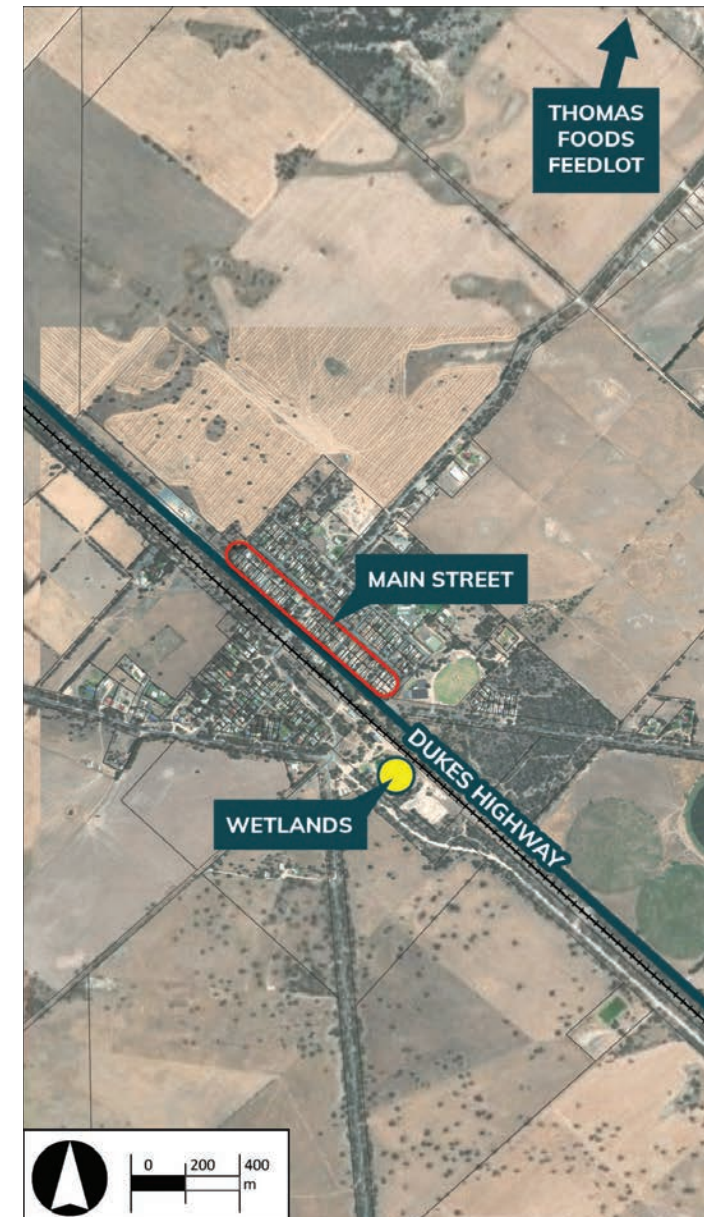 THOMAS
FOODS
FEEDLOT
MAIN STREET
DUKES HIGHWAY
WETLANDS
0 200 400
m